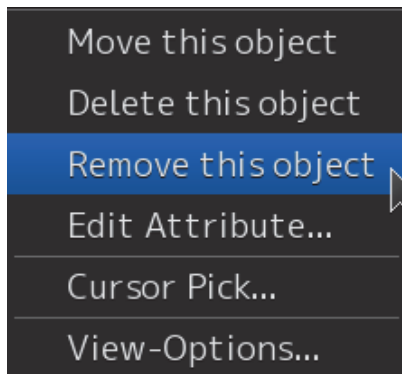 Move this object
Delete this object
Remove this object
Edit Attribute...
Cursor Pick...
View-Options...